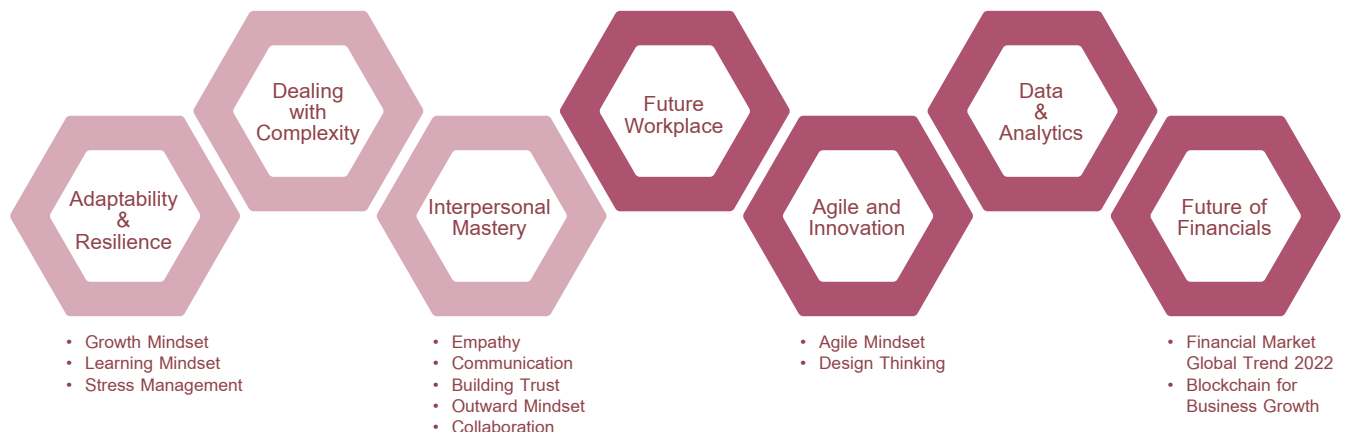 Adaptability
&
Resilience
Dealing
with
Complexity
Interpersonal
Mastery
Future
Workplace
Agile and
Innovation
Data
&
Analytics
Future of
Financials
• Growth Mindset
• Learning Mindset
• Stress Management
• Empathy
• Communication
• Building Trust
• Outward Mindset
• Collaboration
• Agile Mindset
• Design Thinking
• Financial Market
Global Trend 2022
• Blockchain for
Business Growth